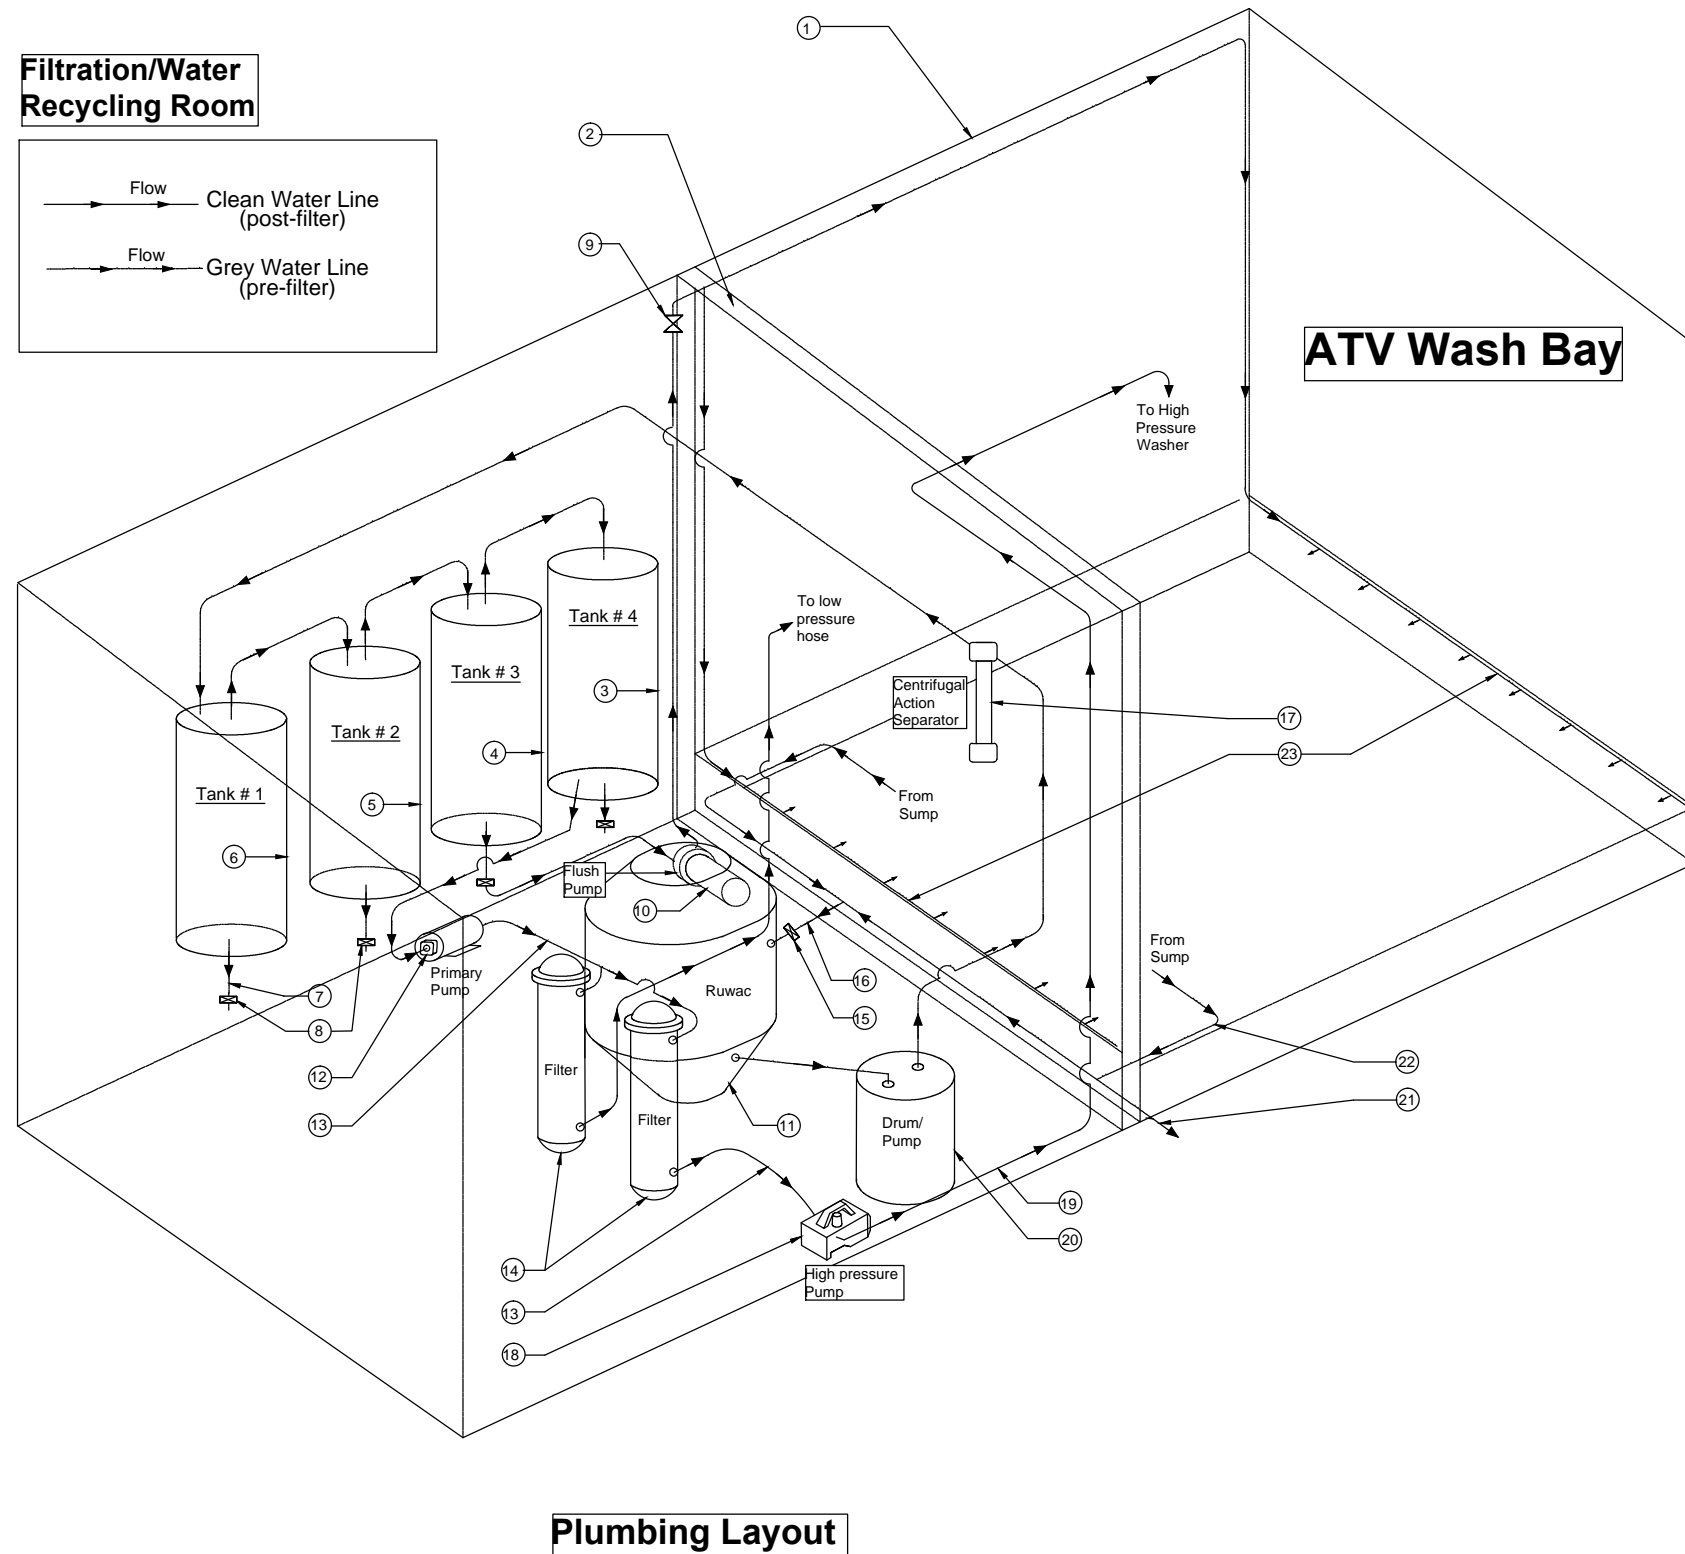 Filtration/Water
Recycling Room
Flow
Clean Water Line
(post-filter)
Flow
Grey Water Line
(pre-filter)
1
2
9
ATV Wash Bay
To High
Pressure
Washer
To low
pressure
hose
Tank # 4
Tank # 3
Tank # 2
Tank # 1
3
4
5
6
Centrifugal
Action
Separator
17
23
From
Sump
Flush
Pump
10
Primary
Pump
7
8
12
13
Ruwac
16
15
From
Sump
22
21
Filter
Filter
11
Drum/
Pump
19
20
14
13
18
High pressure
Pump
Plumbing Layout